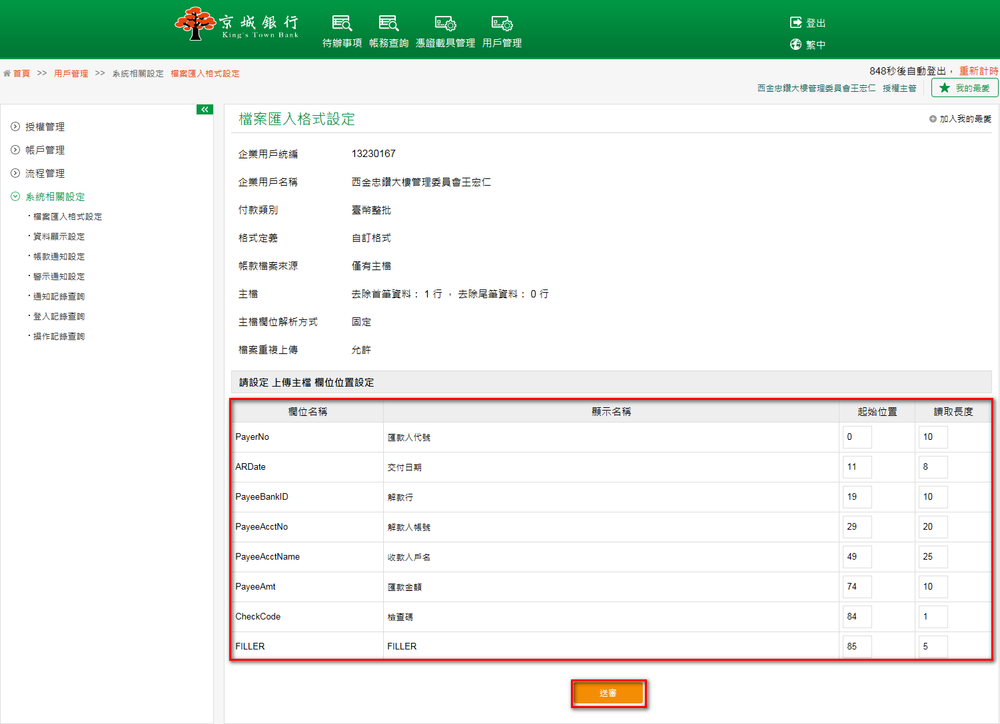 京城銀行
King's Town Bank
待辦事項 帳務查詢 憑證載具管理 用戶管理
登出
繁中
首頁 >> 用戶管理 >> 系統相關設定 檔案匯入格式設定
848秒後自動登出， 重新計時
西金忠鑽大樓管理委員會王宏仁 授權主管 我的最愛
授權管理
帳戶管理
流程管理
系統相關設定
· 檔案匯入格式設定
· 資料顯示設定
· 帳款通知設定
· 警示通知設定
· 通知記錄查詢
· 登入記錄查詢
· 操作記錄查詢
檔案匯入格式設定
加入我的最愛
企業用戶統編 13230167
企業用戶名稱 西金忠鑽大樓管理委員會王宏仁
付款類別 臺幣整批
格式定義 自訂格式
帳款檔案來源 僅有主檔
主檔 去除首筆資料： 1 行 ， 去除尾筆資料： 0 行
主檔欄位解析方式 固定
檔案重複上傳 允許
請設定 上傳主檔 欄位位置設定
欄位名稱 顯示名稱 起始位置 讀取長度
PayerNo 匯款人代號 0 10
ARDate 交付日期 11 8
PayeeBankID 解款行 19 10
PayeeAcctNo 解款人帳號 29 20
PayeeAcctName 收款人戶名 49 25
PayeeAmt 匯款金額 74 10
CheckCode 檢查碼 84 1
FILLER FILLER 85 5
送審